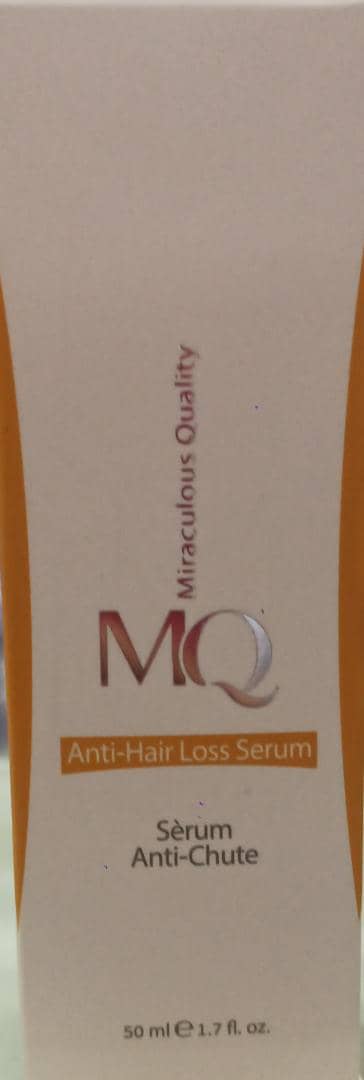 Miraculous Quality
MQ
Anti-Hair Loss Serum
Sèrum
Anti-Chute
50 ml ℮ 1.7 fl. oz.